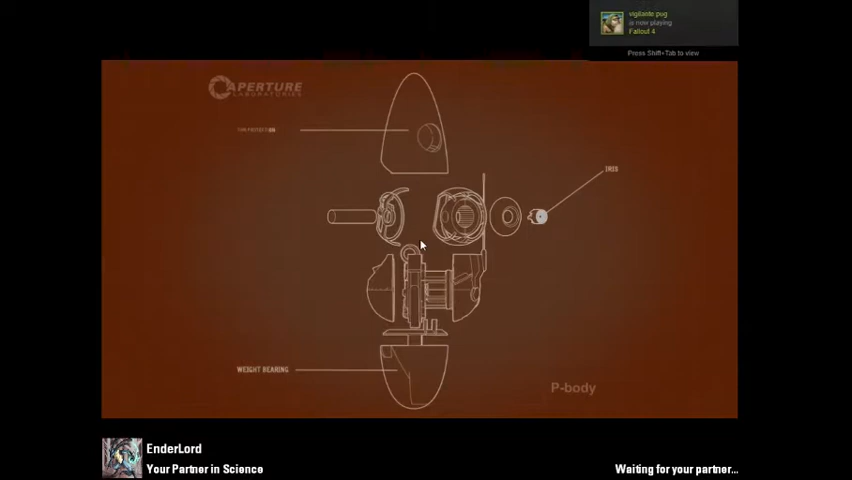 vigilante pug
is now playing
Fallout 4
Press Shift+Tab to view
APERTURE
LABORATORIES
IRIS
WEIGHT BEARING
P-body
EnderLord
Your Partner in Science
Waiting for your partner...